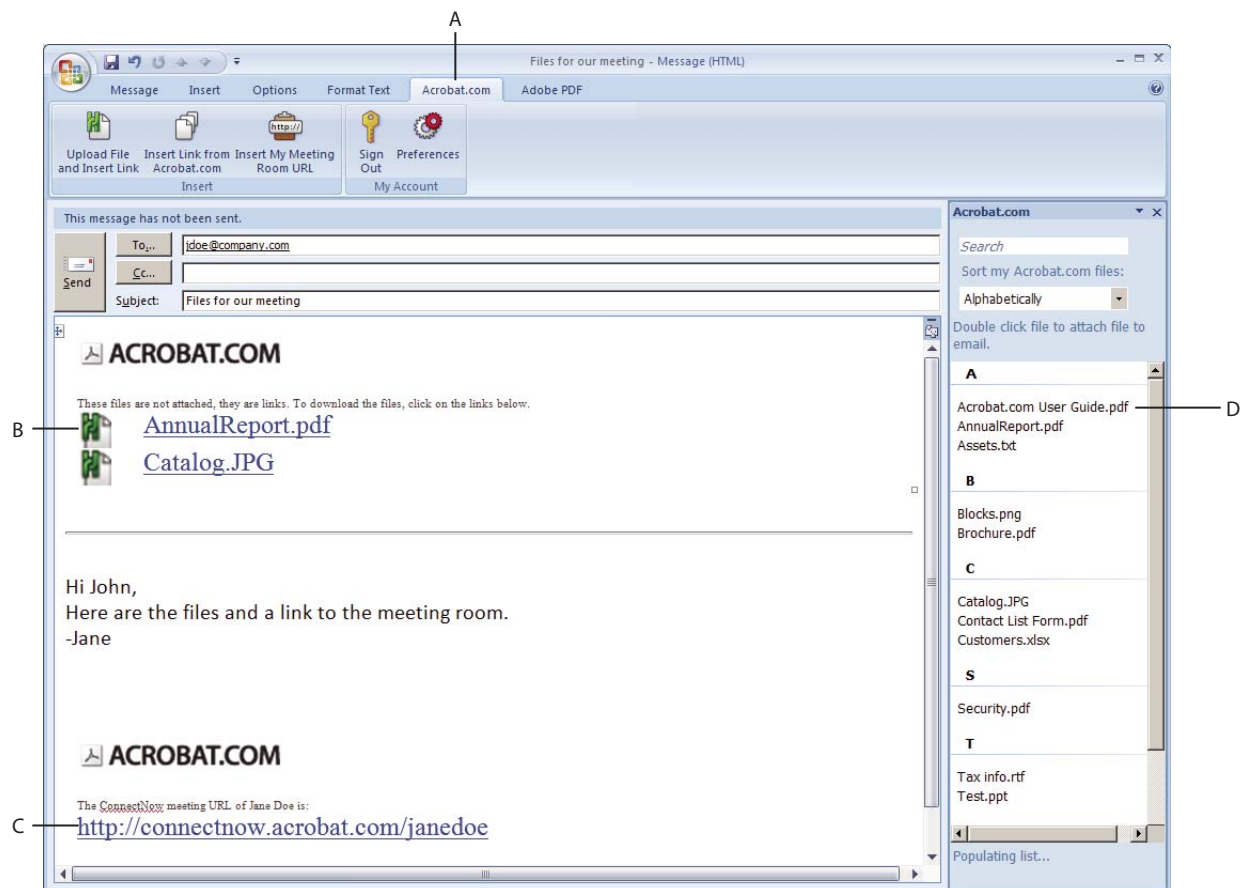 A
Files for our meeting - Message (HTML)
Message Insert Options Format Text Acrobat.com Adobe PDF
Upload File and Insert Link
Insert Link from Acrobat.com
Insert My Meeting Room URL
http://
Sign Out
Preferences
Insert
My Account
This message has not been sent.
Send
To... jdoe@company.com
Cc...
Subject: Files for our meeting
ACROBAT.COM
These files are not attached, they are links. To download the files, click on the links below.
B
AnnualReport.pdf
Catalog.JPG
Hi John,
Here are the files and a link to the meeting room.
-Jane
ACROBAT.COM
The ConnectNow meeting URL of Jane Doe is:
C
http://connectnow.acrobat.com/janedoe
Acrobat.com
Search
Sort my Acrobat.com files:
Alphabetically
Double click file to attach file to
email.
A
Acrobat.com User Guide.pdf
D
AnnualReport.pdf
Assets.txt
B
Blocks.png
Brochure.pdf
C
Catalog.JPG
Contact List Form.pdf
Customers.xlsx
S
Security.pdf
T
Tax info.rtf
Test.ppt
Populating list...